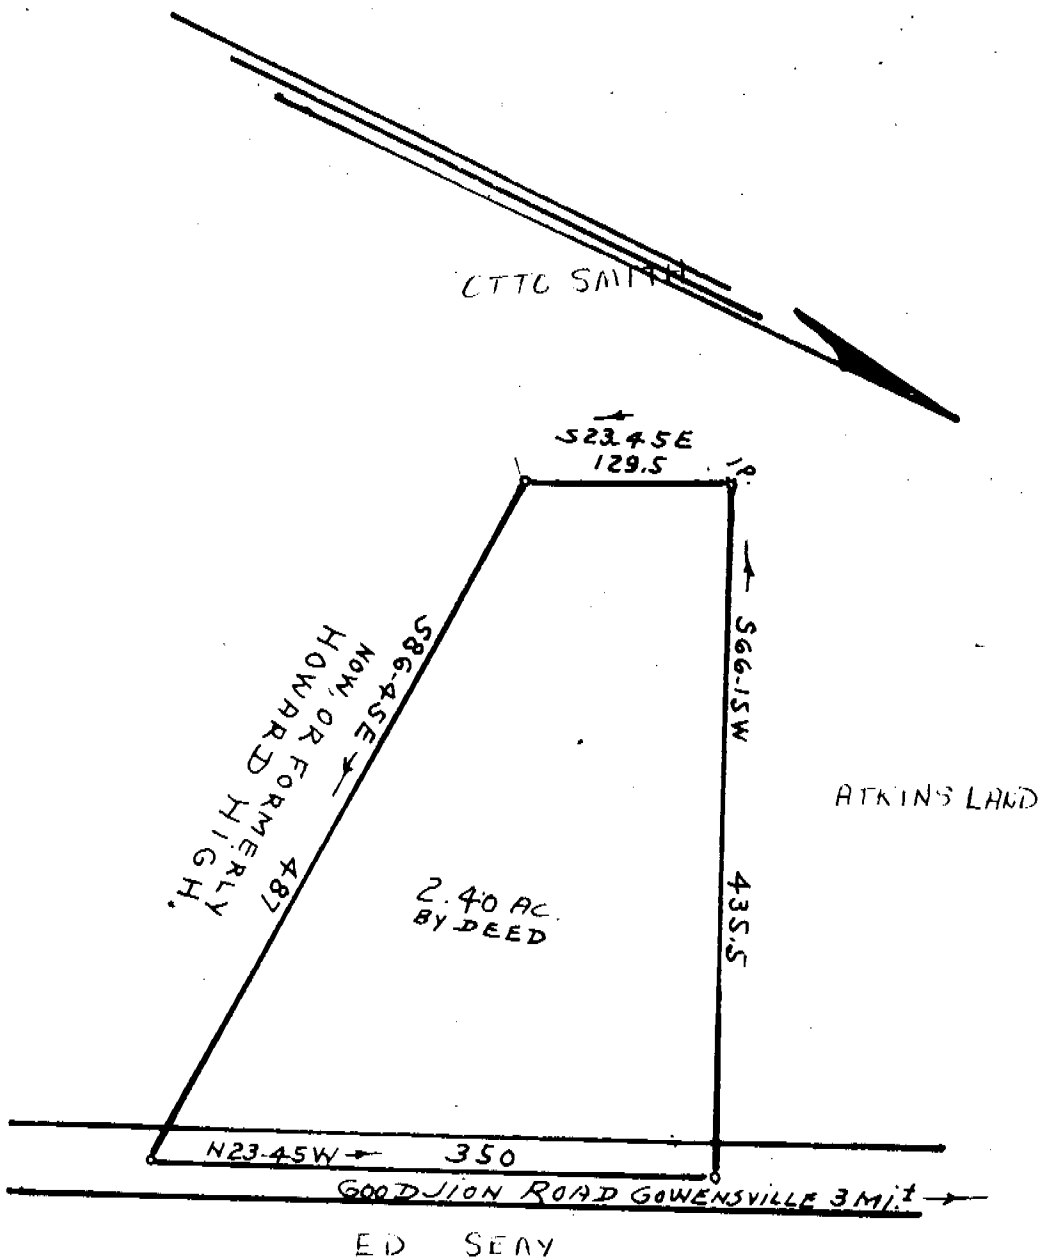 OTTO SMITH
S23.45E
129.5
I.P.
S66-15W
435.5
S86-45E
487
NOW, OR FORMERLY
HOWARD HIGH.
ATKINS LAND
2.40 AC.
BY DEED
N23-45W 350
GOODJION ROAD GOWENSVILLE 3 Mi.±
ED SEAY